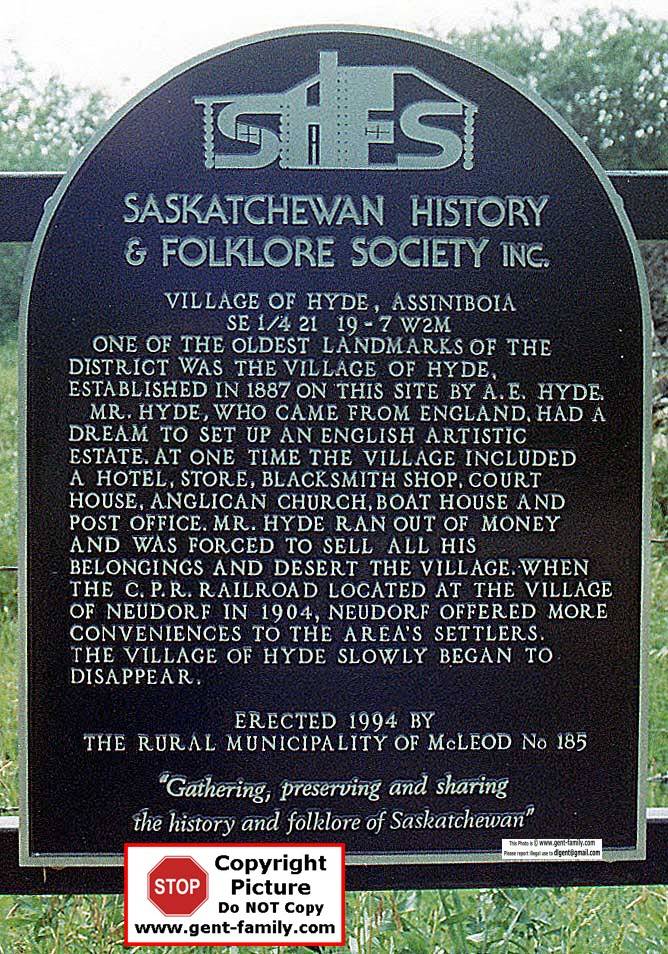 SHFS
SASKATCHEWAN HISTORY
& FOLKLORE SOCIETY INC.
VILLAGE OF HYDE, ASSINIBOIA
SE 1/4 21 19-7 W2M
ONE OF THE OLDEST LANDMARKS OF THE
DISTRICT WAS THE VILLAGE OF HYDE,
ESTABLISHED IN 1887 ON THIS SITE BY A.E. HYDE.
MR. HYDE, WHO CAME FROM ENGLAND, HAD A
DREAM TO SET UP AN ENGLISH ARTISTIC
ESTATE. AT ONE TIME THE VILLAGE INCLUDED
A HOTEL, STORE, BLACKSMITH SHOP, COURT
HOUSE, ANGLICAN CHURCH, BOAT HOUSE AND
POST OFFICE. MR. HYDE RAN OUT OF MONEY
AND WAS FORCED TO SELL ALL HIS
BELONGINGS AND DESERT THE VILLAGE. WHEN
THE C.P.R. RAILROAD LOCATED AT THE VILLAGE
OF NEUDORF IN 1904, NEUDORF OFFERED MORE
CONVENIENCES TO THE AREA'S SETTLERS.
THE VILLAGE OF HYDE SLOWLY BEGAN TO
DISAPPEAR.
ERECTED 1994 BY
THE RURAL MUNICIPALITY OF McLEOD No 185
"Gathering, preserving and sharing
the history and folklore of Saskatchewan"
This Photo is © www.gent-family.com
Please report illegal use to digent@gmail.com
STOP
Copyright
Picture
Do NOT Copy
www.gent-family.com